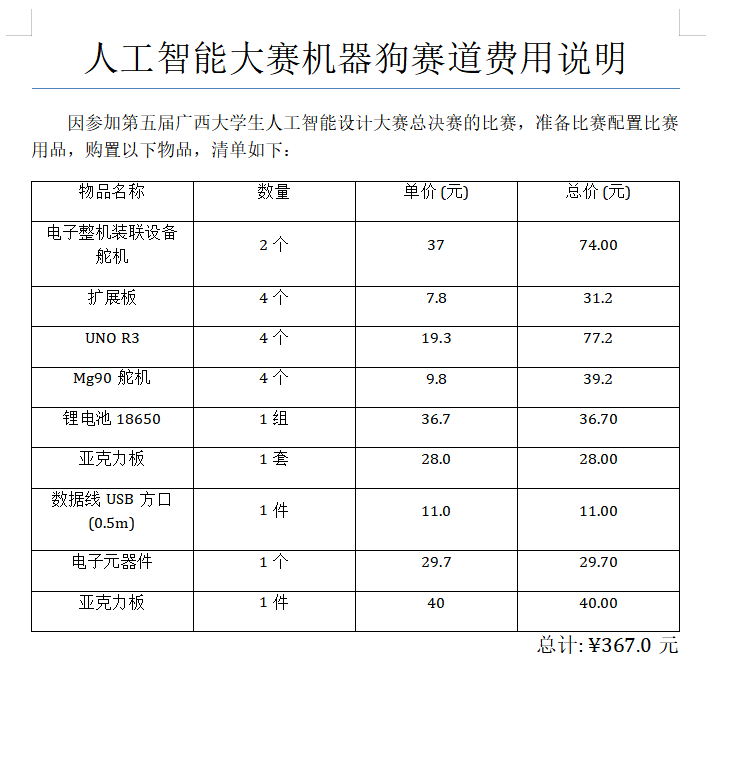 人工智能大赛机器狗赛道费用说明
因参加第五届广西大学生人工智能设计大赛总决赛的比赛，准备比赛配置比赛
用品，购置以下物品，清单如下：
物品名称 数量 单价(元) 总价(元)
电子整机装联设备
舵机 2 个 37 74.00
扩展板 4 个 7.8 31.2
UNO R3 4 个 19.3 77.2
Mg90 舵机 4 个 9.8 39.2
锂电池 18650 1 组 36.7 36.70
亚克力板 1 套 28.0 28.00
数据线 USB 方口
(0.5m) 1 件 11.0 11.00
电子元器件 1 个 29.7 29.70
亚克力板 1 件 40 40.00
总计: ¥367.0 元